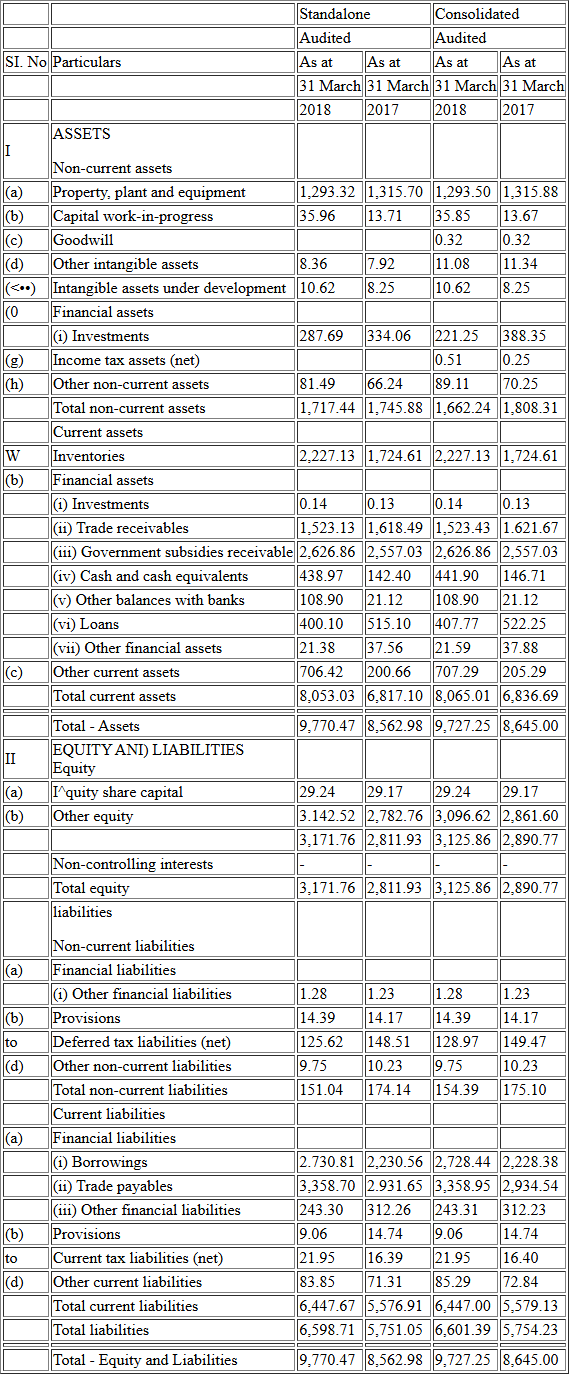 Standalone Consolidated
Audited Audited
SI. No Particulars As at As at As at As at
31 March 31 March 31 March 31 March
2018 2017 2018 2017
I ASSETS
Non-current assets
(a) Property, plant and equipment 1,293.32 1,315.70 1,293.50 1,315.88
(b) Capital work-in-progress 35.96 13.71 35.85 13.67
(c) Goodwill 0.32 0.32
(d) Other intangible assets 8.36 7.92 11.08 11.34
(<••) Intangible assets under development 10.62 8.25 10.62 8.25
(0 Financial assets
(i) Investments 287.69 334.06 221.25 388.35
(g) Income tax assets (net) 0.51 0.25
(h) Other non-current assets 81.49 66.24 89.11 70.25
Total non-current assets 1,717.44 1,745.88 1,662.24 1,808.31
Current assets
W Inventories 2,227.13 1,724.61 2,227.13 1,724.61
(b) Financial assets
(i) Investments 0.14 0.13 0.14 0.13
(ii) Trade receivables 1,523.13 1,618.49 1,523.43 1.621.67
(iii) Government subsidies receivable 2,626.86 2,557.03 2,626.86 2,557.03
(iv) Cash and cash equivalents 438.97 142.40 441.90 146.71
(v) Other balances with banks 108.90 21.12 108.90 21.12
(vi) Loans 400.10 515.10 407.77 522.25
(vii) Other financial assets 21.38 37.56 21.59 37.88
(c) Other current assets 706.42 200.66 707.29 205.29
Total current assets 8,053.03 6,817.10 8,065.01 6,836.69
Total - Assets 9,770.47 8,562.98 9,727.25 8,645.00
II EQUITY ANI) LIABILITIES
Equity
(a) I^quity share capital 29.24 29.17 29.24 29.17
(b) Other equity 3.142.52 2,782.76 3,096.62 2,861.60
3,171.76 2,811.93 3,125.86 2,890.77
Non-controlling interests - - - -
Total equity 3,171.76 2,811.93 3,125.86 2,890.77
liabilities
Non-current liabilities
(a) Financial liabilities
(i) Other financial liabilities 1.28 1.23 1.28 1.23
(b) Provisions 14.39 14.17 14.39 14.17
to Deferred tax liabilities (net) 125.62 148.51 128.97 149.47
(d) Other non-current liabilities 9.75 10.23 9.75 10.23
Total non-current liabilities 151.04 174.14 154.39 175.10
Current liabilities
(a) Financial liabilities
(i) Borrowings 2.730.81 2,230.56 2,728.44 2,228.38
(ii) Trade payables 3,358.70 2.931.65 3,358.95 2,934.54
(iii) Other financial liabilities 243.30 312.26 243.31 312.23
(b) Provisions 9.06 14.74 9.06 14.74
to Current tax liabilities (net) 21.95 16.39 21.95 16.40
(d) Other current liabilities 83.85 71.31 85.29 72.84
Total current liabilities 6,447.67 5,576.91 6,447.00 5,579.13
Total liabilities 6,598.71 5,751.05 6,601.39 5,754.23
Total - Equity and Liabilities 9,770.47 8,562.98 9,727.25 8,645.00